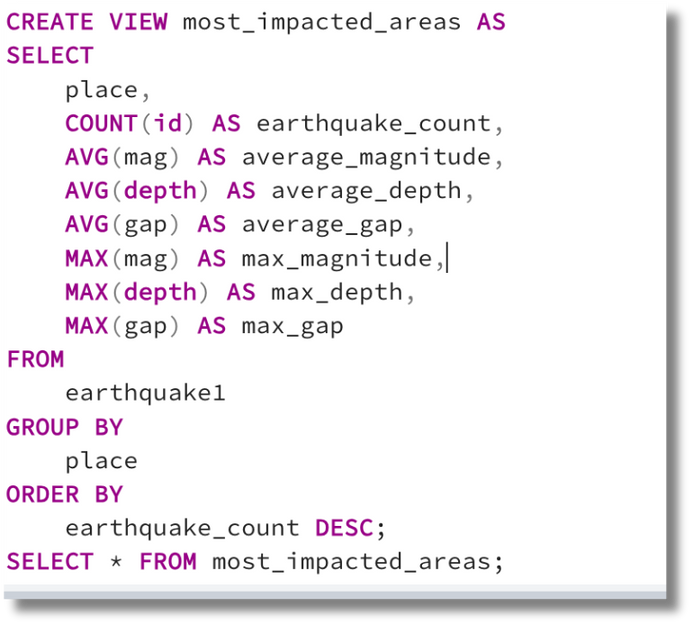 CREATE VIEW most_impacted_areas AS
SELECT
    place,
    COUNT(id) AS earthquake_count,
    AVG(mag) AS average_magnitude,
    AVG(depth) AS average_depth,
    AVG(gap) AS average_gap,
    MAX(mag) AS max_magnitude,
    MAX(depth) AS max_depth,
    MAX(gap) AS max_gap
FROM
    earthquake1
GROUP BY
    place
ORDER BY
    earthquake_count DESC;
SELECT * FROM most_impacted_areas;